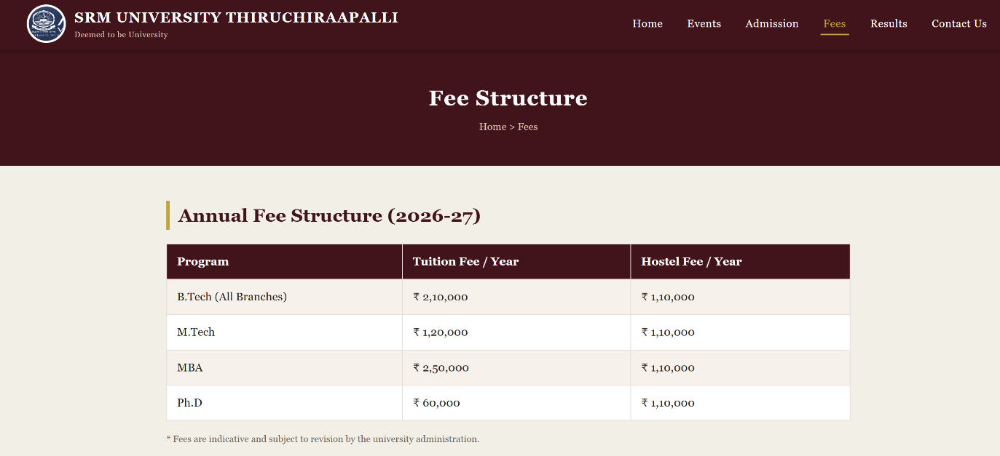 SRM UNIVERSITY THIRUCHIRAAPALLI
Deemed to be University
Home Events Admission Fees Results Contact Us
Fee Structure
Home > Fees
Annual Fee Structure (2026-27)
Program Tuition Fee / Year Hostel Fee / Year
B.Tech (All Branches) ₹ 2,10,000 ₹ 1,10,000
M.Tech ₹ 1,20,000 ₹ 1,10,000
MBA ₹ 2,50,000 ₹ 1,10,000
Ph.D ₹ 60,000 ₹ 1,10,000
* Fees are indicative and subject to revision by the university administration.